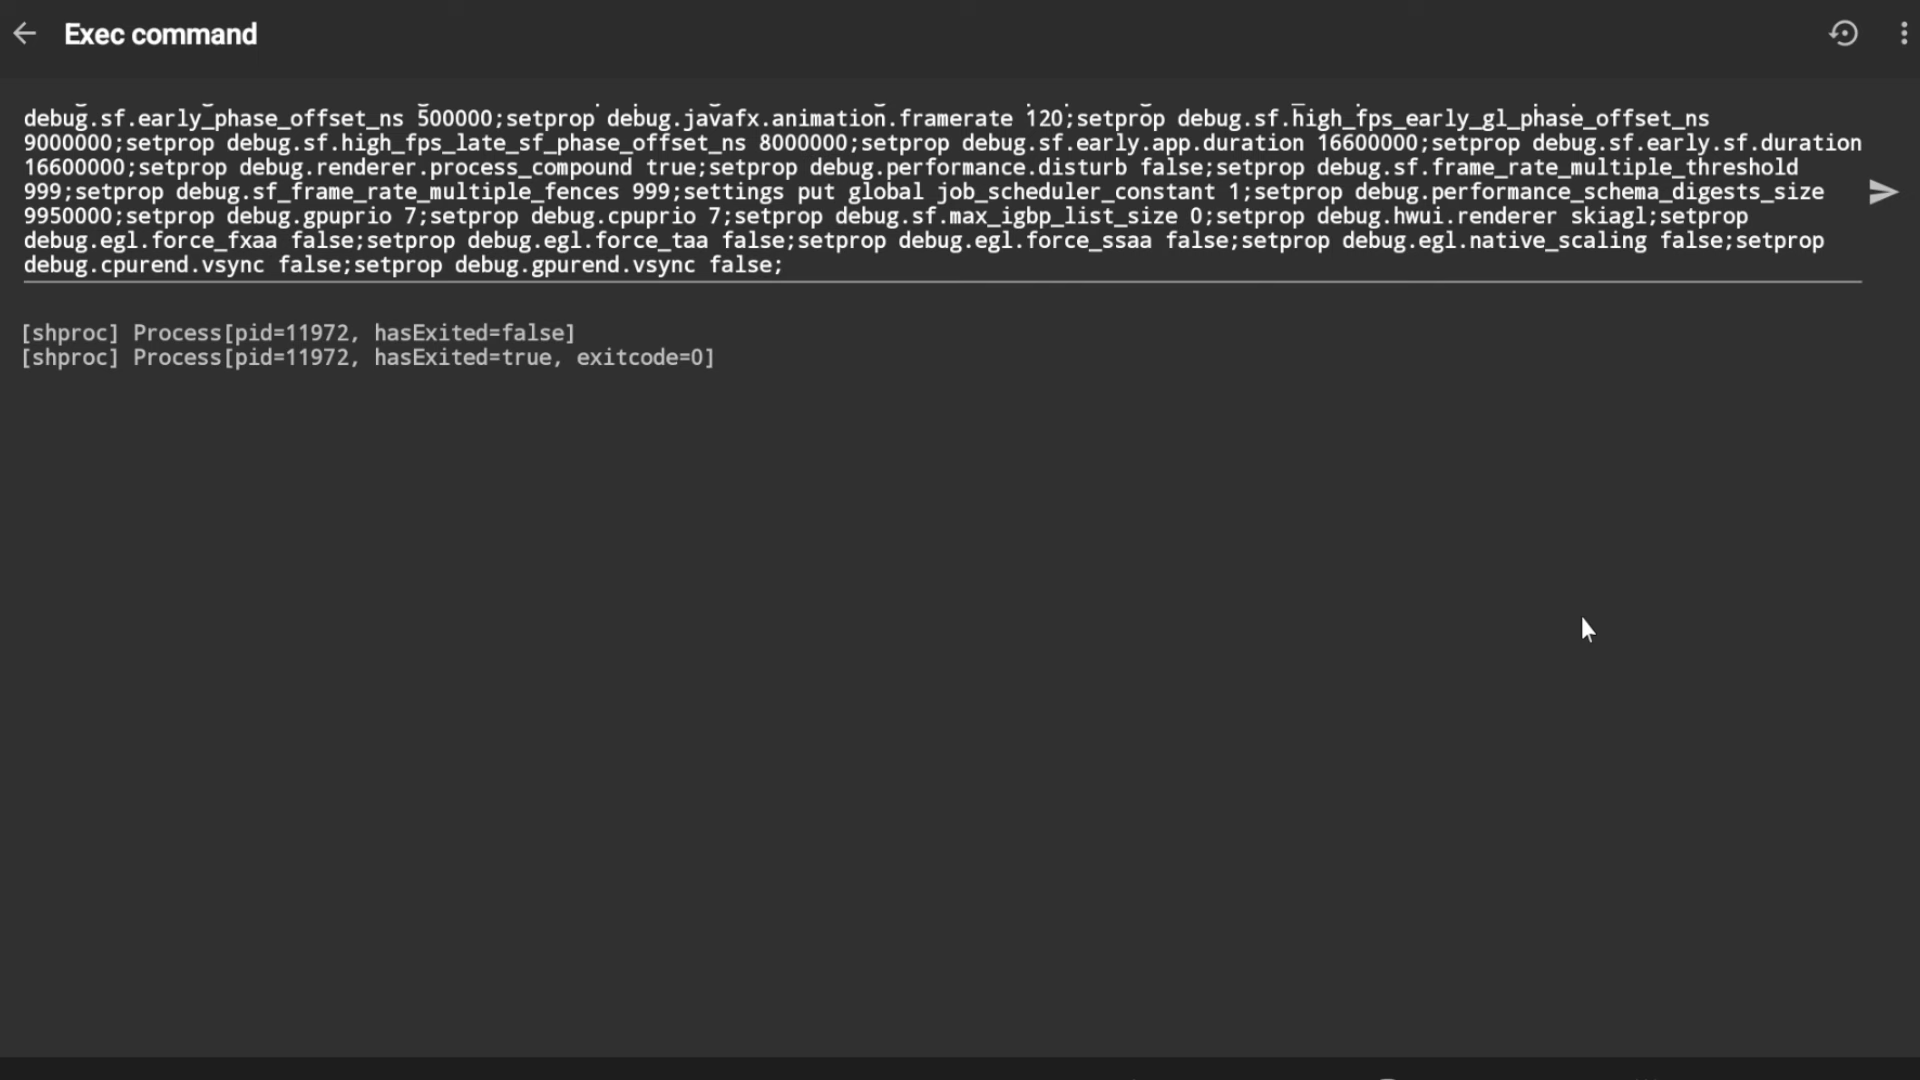 Exec command
debug.sf.early_phase_offset_ns 500000;setprop debug.javafx.animation.framerate 120;setprop debug.sf.high_fps_early_gl_phase_offset_ns
9000000;setprop debug.sf.high_fps_late_sf_phase_offset_ns 8000000;setprop debug.sf.early.app.duration 16600000;setprop debug.sf.early.sf.duration
16600000;setprop debug.renderer.process_compound true;setprop debug.performance.disturb false;setprop debug.sf.frame_rate_multiple_threshold
999;setprop debug.sf_frame_rate_multiple_fences 999;settings put global job_scheduler_constant 1;setprop debug.performance_schema_digests_size
9950000;setprop debug.gpuprio 7;setprop debug.cpuprio 7;setprop debug.sf.max_igbp_list_size 0;setprop debug.hwui.renderer skiagl;setprop
debug.egl.force_fxaa false;setprop debug.egl.force_taa false;setprop debug.egl.force_ssaa false;setprop debug.egl.native_scaling false;setprop
debug.cpurend.vsync false;setprop debug.gpurend.vsync false;
[shproc] Process[pid=11972, hasExited=false]
[shproc] Process[pid=11972, hasExited=true, exitcode=0]